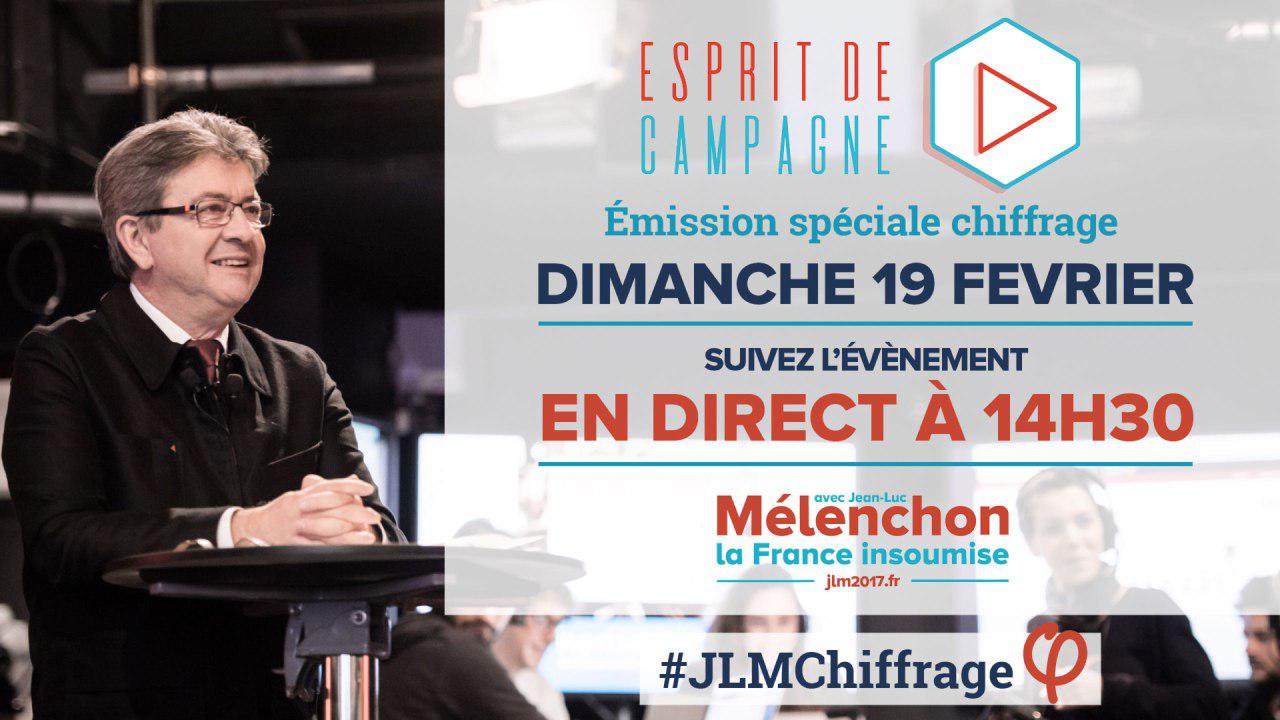 ESPRIT DE
CAMPAGNE
Émission spéciale chiffrage
DIMANCHE 19 FEVRIER
SUIVEZ L'ÉVÈNEMENT
EN DIRECT À 14H30
avec Jean-Luc
Mélenchon
la France insoumise
jlm2017.fr
#JLMChiffrage φ